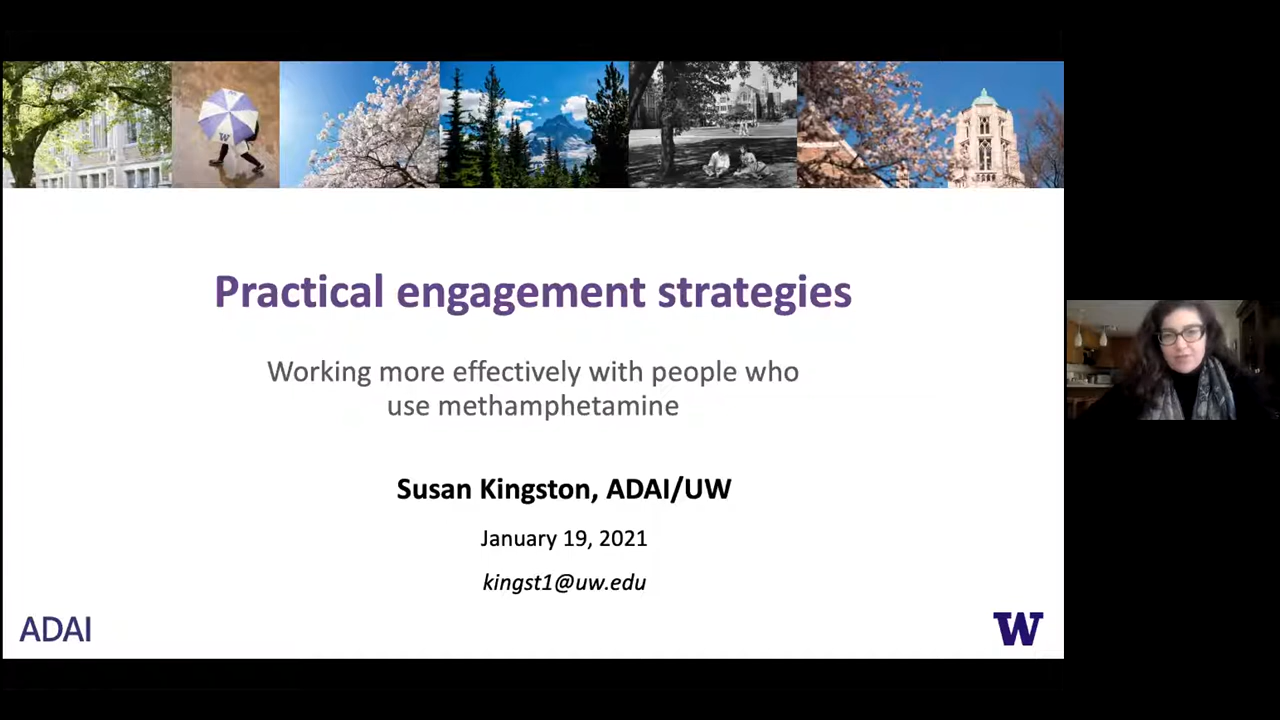 W
Practical engagement strategies
Working more effectively with people who
use methamphetamine
Susan Kingston, ADAI/UW
January 19, 2021
kingst1@uw.edu
ADAI
W